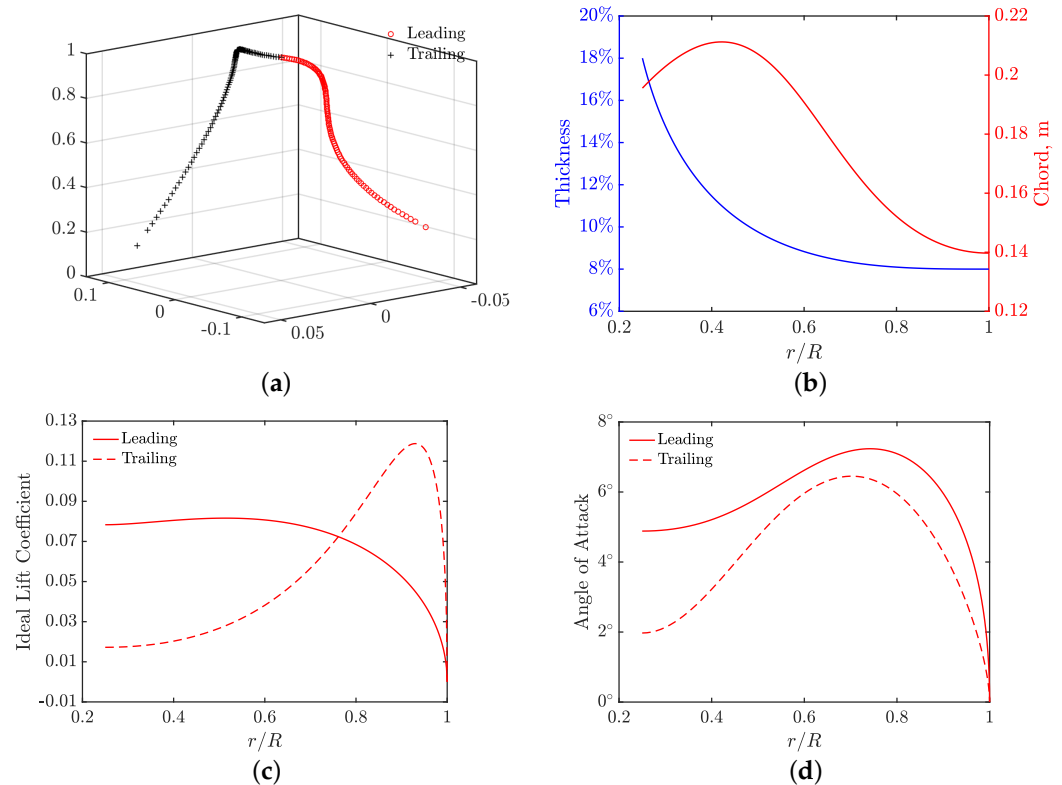 Leading
Trailing
1
0.8
0.6
0.4
0.2
0
0.1
0
-0.1
0.05
0
-0.05
(a)
20%
18%
16%
14%
12%
10%
8%
6%
Thickness
0.22
0.2
0.18
0.16
0.14
0.12
Chord, m
0.2 0.4 0.6 0.8 1
r/R
(b)
0.13
0.11
0.09
0.07
0.05
0.03
0.01
-0.01
Ideal Lift Coefficient
Leading
Trailing
0.2 0.4 0.6 0.8 1
r/R
(c)
8°
6°
4°
2°
0°
Angle of Attack
Leading
Trailing
0.2 0.4 0.6 0.8 1
r/R
(d)